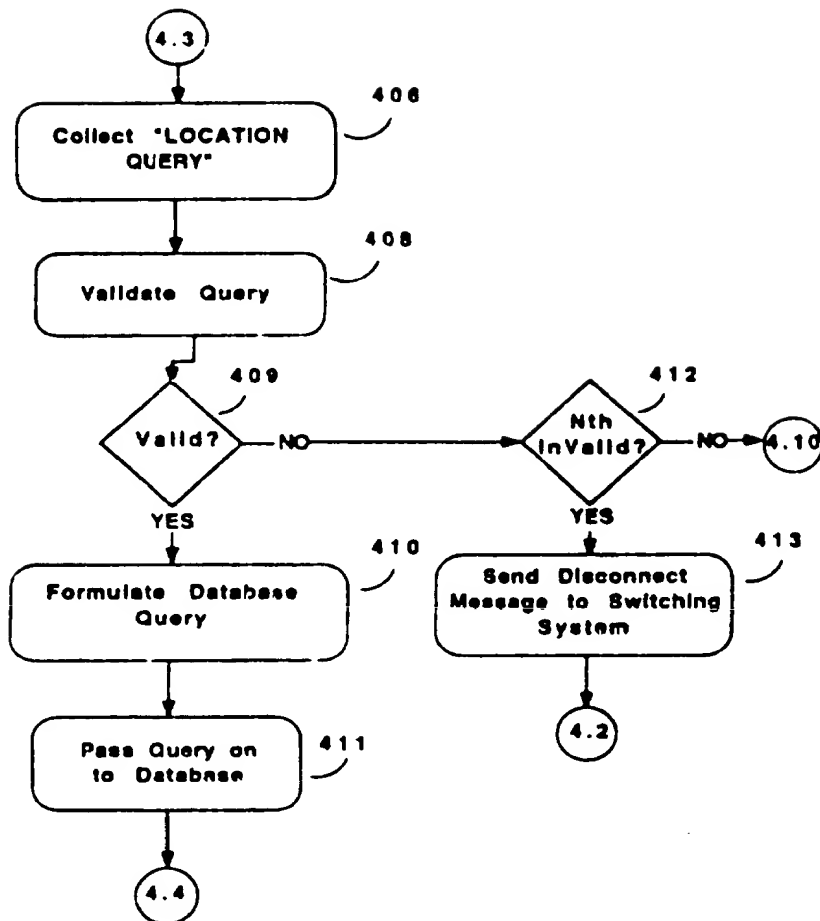 4.3
406
Collect "LOCATION
QUERY"
408
Validate Query
409
Valid?
NO
412
Nth
InValid?
NO
4.10
YES
410
Formulate Database
Query
YES
413
Send Disconnect
Message to Switching
System
411
Pass Query on
to Database
4.2
4.4